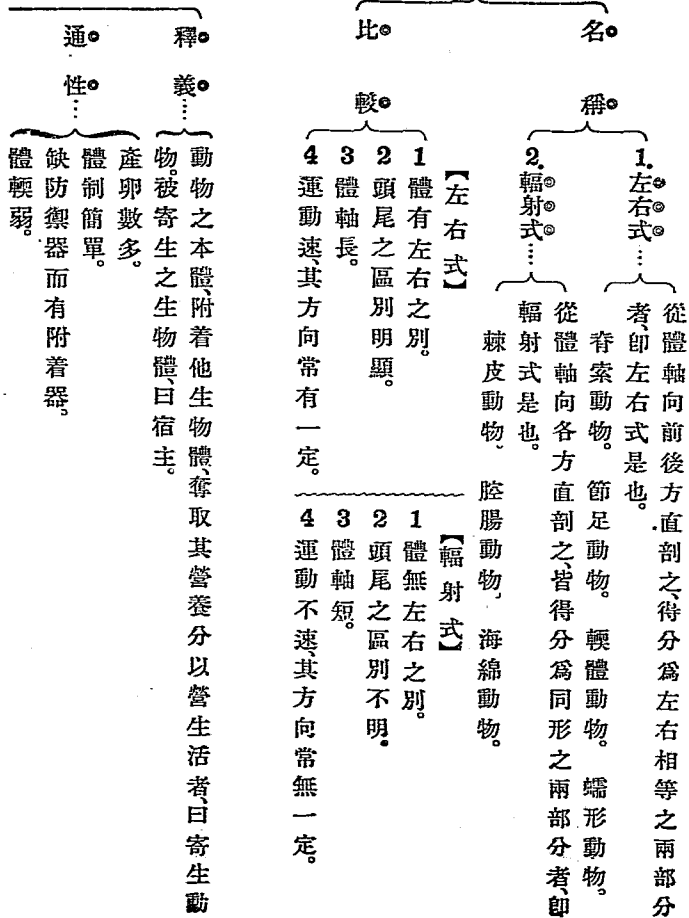 名稱
1.左右式……
從體軸向前後方直剖之、得分爲左右相等之兩部分
者、卽左右式是也。
脊索動物。 節足動物。 輭體動物。 蠕形動物。
2.輻射式……
從體軸向各方直剖之、皆得分爲同形之兩部分者、卽
輻射式是也。
棘皮動物、 腔腸動物、 海綿動物。
比較
【左右式】
1 體有左右之別。
2 頭尾之區別明顯。
3 體軸長。
4 運動速、其方向常有一定。
【輻射式】
1 體無左右之別。
2 頭尾之區別不明。
3 體軸短。
4 運動不速、其方向常無一定。
釋義……
動物之本體、附着他生物體、奪取其營養分以營生活者、曰寄生動
物。被寄生之生物體、曰宿主。
通性……
產卵數多。
體制簡單。
缺防禦器而有附着器。
體輭弱。